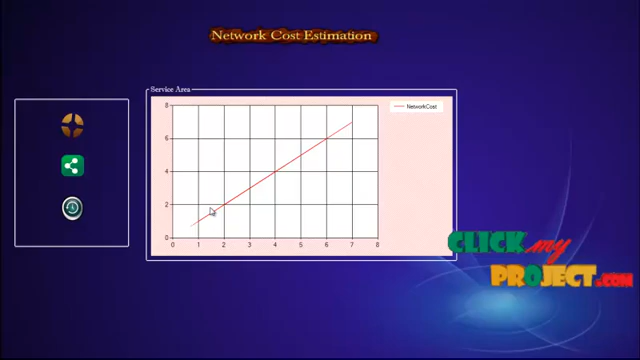 Network Cost Estimation
Service Area
8
6
4
2
0
0 1 2 3 4 5 6 7 8
NetworkCost
CLICK my
PROJECT.COM